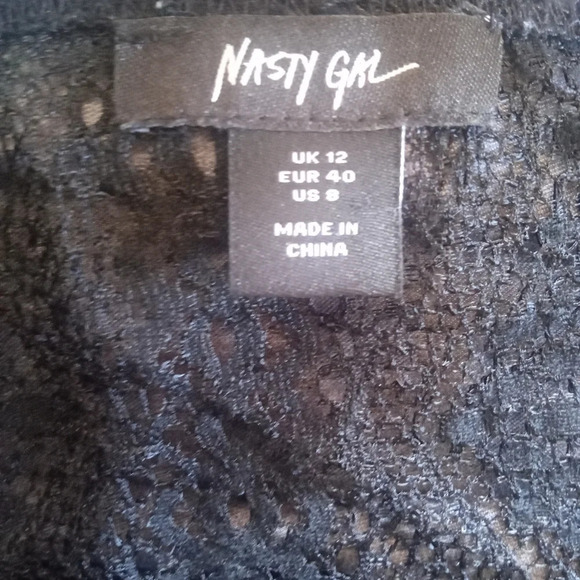 NASTY GAL
UK 12
EUR 40
US 8
MADE IN
CHINA